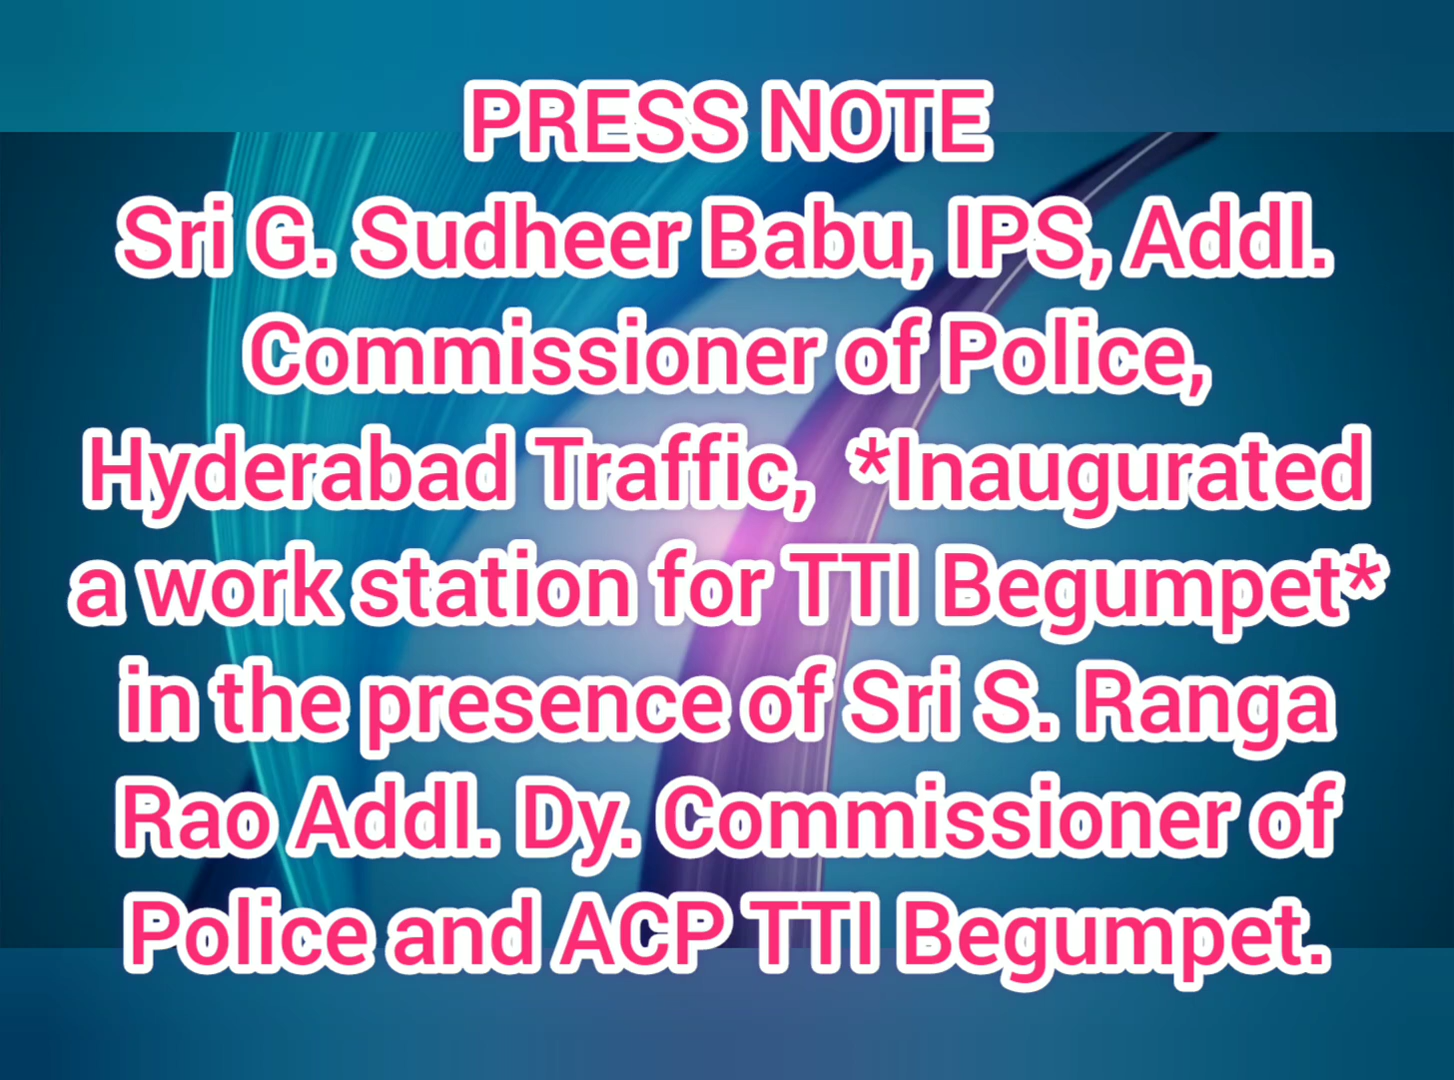 PRESS NOTE
Sri G. Sudheer Babu, IPS, Addl.
Commissioner of Police,
Hyderabad Traffic, *Inaugurated
a work station for TTI Begumpet*
in the presence of Sri S. Ranga
Rao Addl. Dy. Commissioner of
Police and ACP TTI Begumpet.